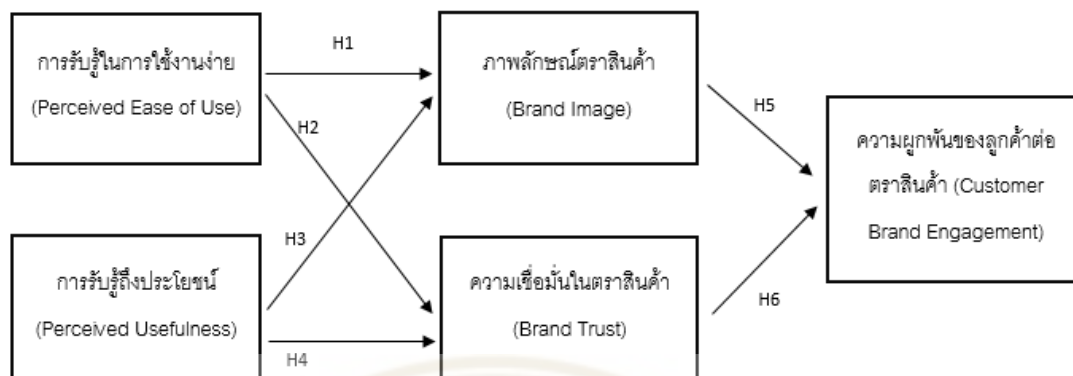 การรับรู้ในการใช้งานง่าย
(Perceived Ease of Use)
H1
ภาพลักษณ์ตราสินค้า
(Brand Image)
H2
H5
ความผูกพันของลูกค้าต่อ
ตราสินค้า (Customer
Brand Engagement)
การรับรู้ถึงประโยชน์
(Perceived Usefulness)
H3
ความเชื่อมั่นในตราสินค้า
(Brand Trust)
H6
H4